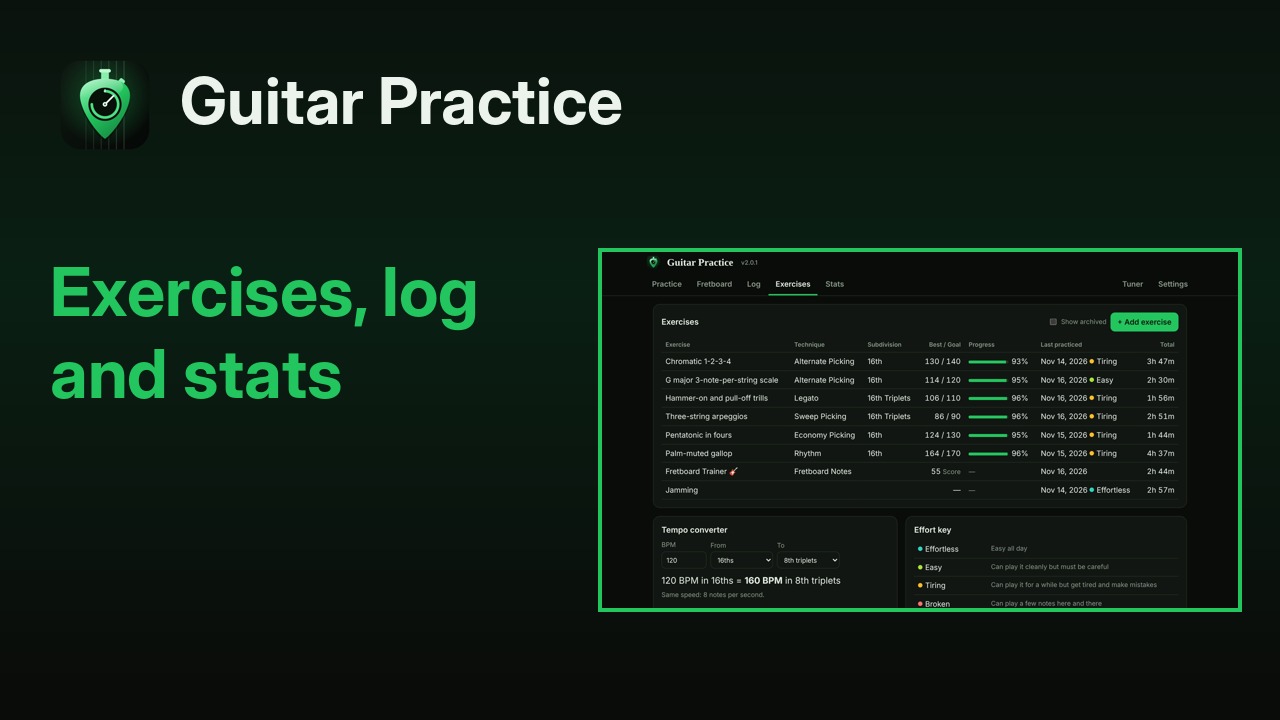 Guitar Practice
Exercises, log
and stats
Guitar Practice v2.0.1
Practice Fretboard Log Exercises Stats Tuner Settings
Exercises Show archived + Add exercise
Exercise Technique Subdivision Best / Goal Progress Last practiced Total
Chromatic 1-2-3-4 Alternate Picking 16th 130 / 140 93% Nov 14, 2026 Tiring 3h 47m
G major 3-note-per-string scale Alternate Picking 16th 114 / 120 95% Nov 16, 2026 Easy 2h 30m
Hammer-on and pull-off trills Legato 16th Triplets 106 / 110 96% Nov 16, 2026 Tiring 1h 56m
Three-string arpeggios Sweep Picking 16th Triplets 86 / 90 96% Nov 16, 2026 Tiring 2h 51m
Pentatonic in fours Economy Picking 16th 124 / 130 95% Nov 15, 2026 Tiring 1h 44m
Palm-muted gallop Rhythm 16th 164 / 170 96% Nov 15, 2026 Tiring 4h 37m
Fretboard Trainer 🎸 Fretboard Notes 55 Score — Nov 16, 2026 2h 44m
Jamming — — Nov 14, 2026 Effortless 2h 57m
Tempo converter
BPM From To
120 16ths 8th triplets
120 BPM in 16ths = 160 BPM in 8th triplets
Same speed: 8 notes per second.
Effort key
Effortless Easy all day
Easy Can play it cleanly but must be careful
Tiring Can play it for a while but get tired and make mistakes
Broken Can play a few notes here and there